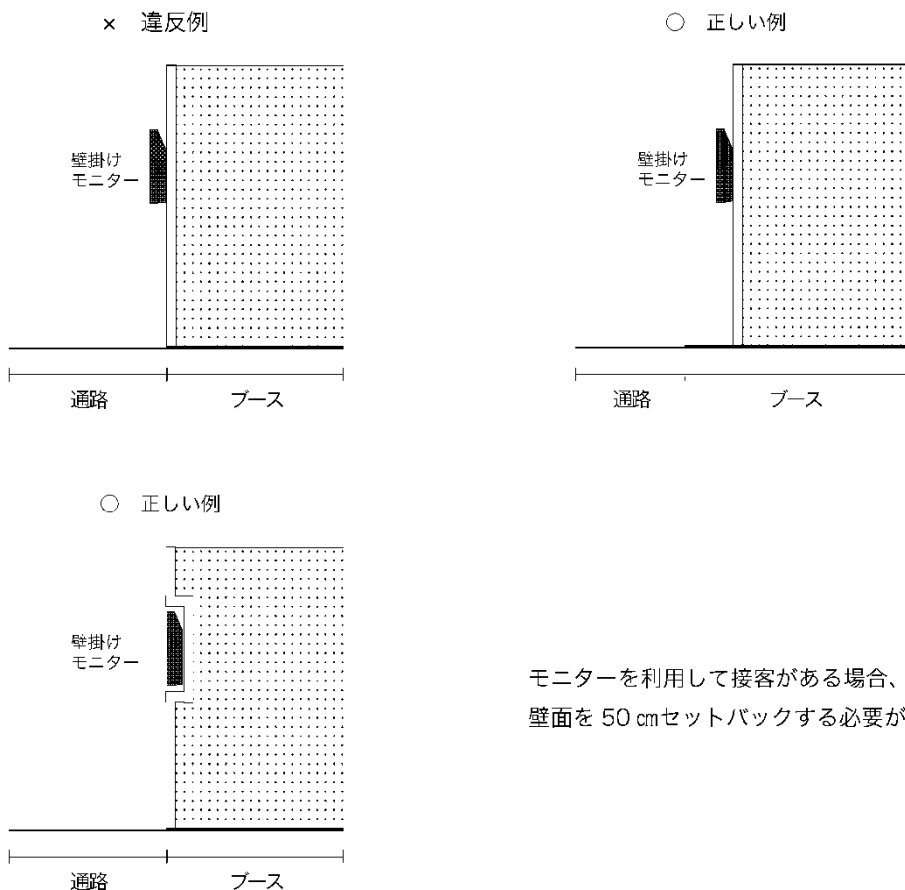 × 違反例
壁掛け
モニター
通路
ブース
○ 正しい例
壁掛け
モニター
通路
ブース
○ 正しい例
壁掛け
モニター
通路
ブース
モニターを利用して接客がある場合、
壁面を 50 ㎝セットバックする必要が